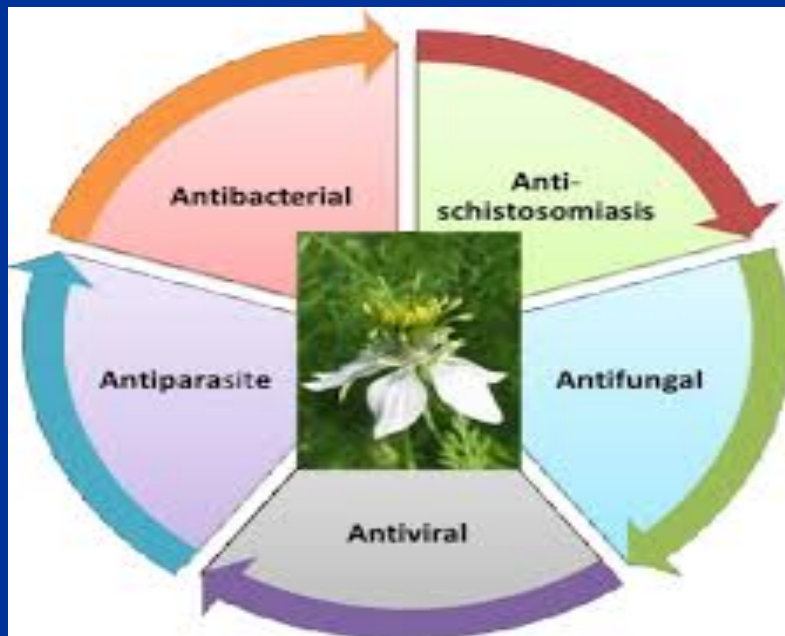 Antibacterial
Anti-
schistosomiasis
Antiparasite
Antifungal
Antiviral